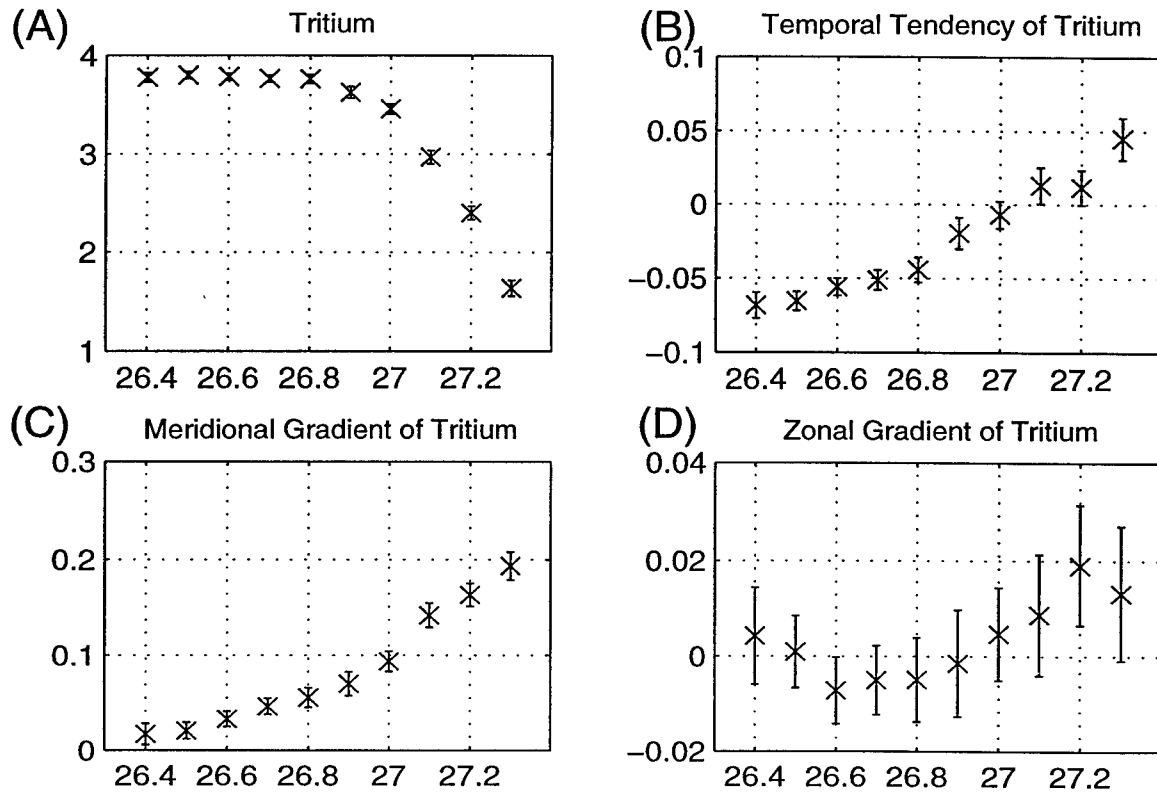 (A) Tritium
4
3
2
1
26.4 26.6 26.8 27 27.2
(B) Temporal Tendency of Tritium
0.1
0.05
0
−0.05
−0.1
26.4 26.6 26.8 27 27.2
(C) Meridional Gradient of Tritium
0.3
0.2
0.1
0
26.4 26.6 26.8 27 27.2
(D) Zonal Gradient of Tritium
0.04
0.02
0
−0.02
26.4 26.6 26.8 27 27.2